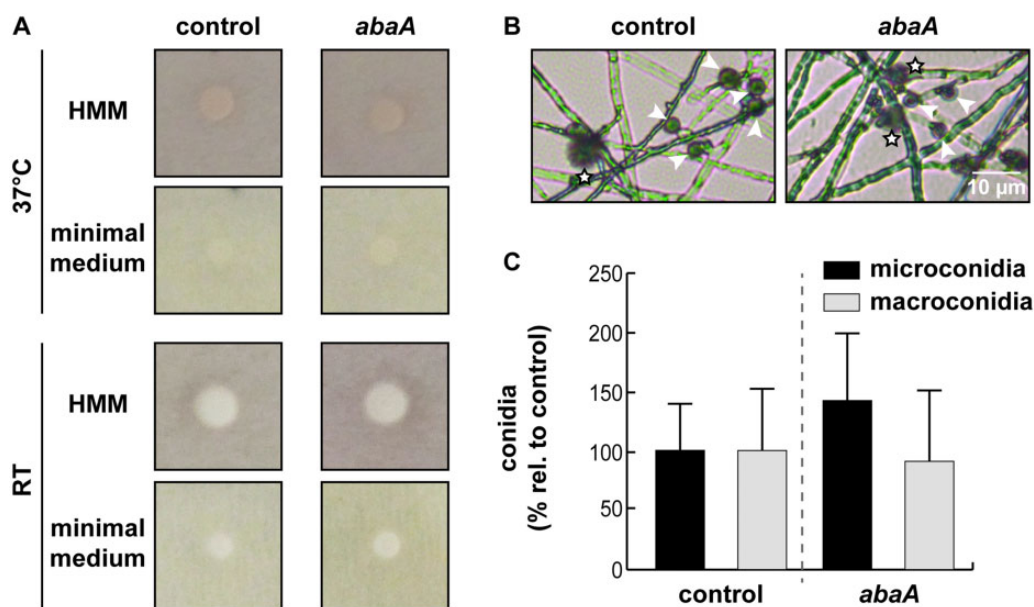 A
control
abaA
37°C
HMM
minimal
medium
RT
HMM
minimal
medium
B
control
abaA
10 µm
C
conidia
(% rel. to control)
250
200
150
100
50
0
microconidia
macroconidia
control
abaA